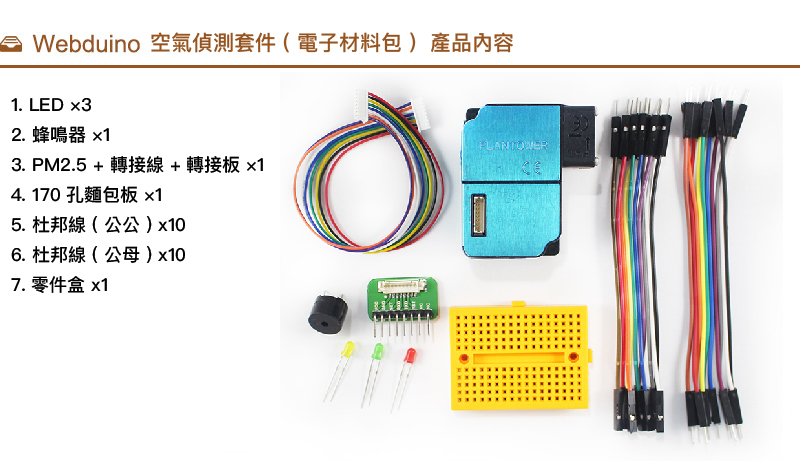 Webduino 空氣偵測套件 ( 電子材料包 ) 產品內容
1. LED ×3
2. 蜂鳴器 ×1
3. PM2.5 + 轉接線 + 轉接板 ×1
4. 170 孔麵包板 ×1
5. 杜邦線 ( 公公 ) x10
6. 杜邦線 ( 公母 ) x10
7. 零件盒 x1
PLANTOWER
CE